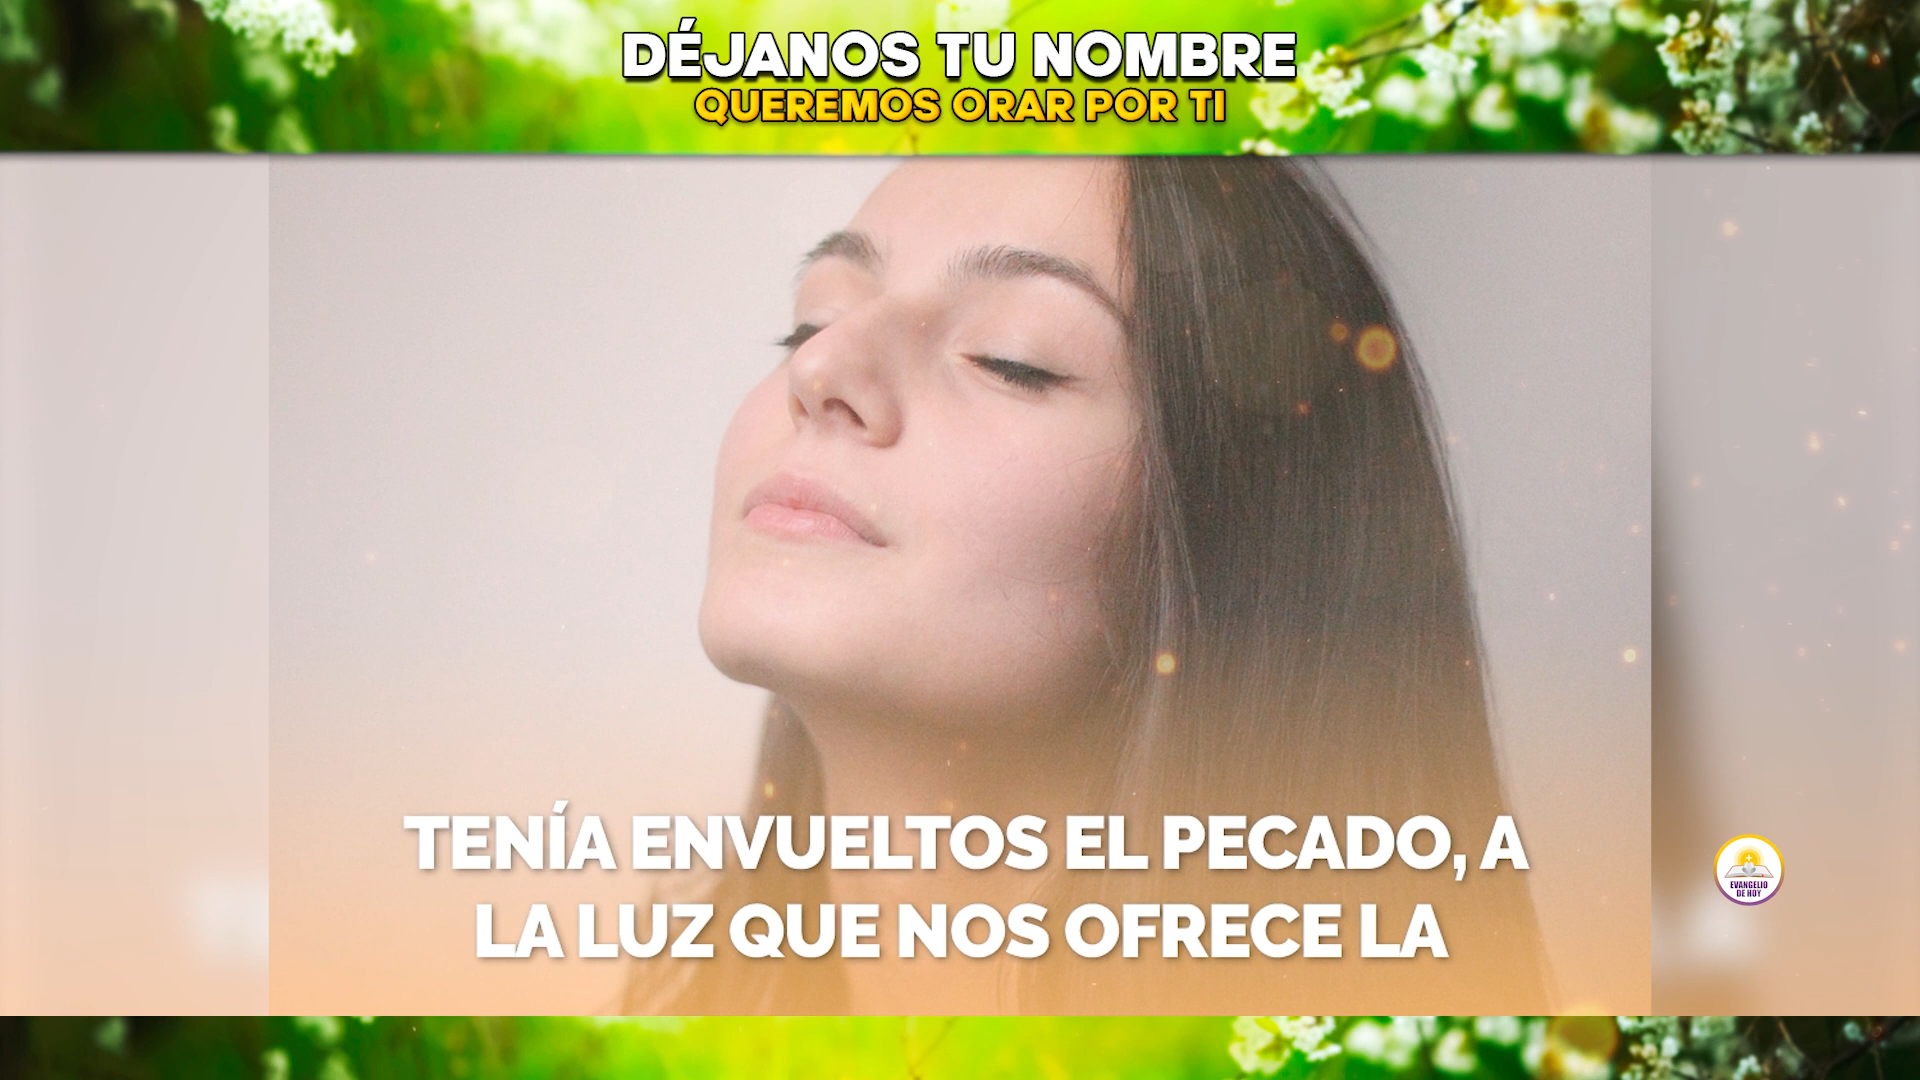 DÉJANOS TU NOMBRE
QUEREMOS ORAR POR TI
TENÍA ENVUELTOS EL PECADO, A
LA LUZ QUE NOS OFRECE LA
EVANGELIO
DE HOY